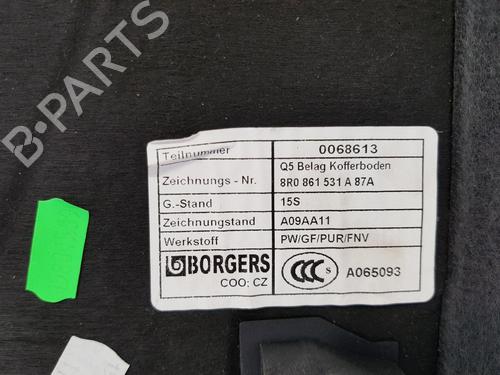 B-PARTS
Teilnummer 0068613
Q5 Belag Kofferboden
Zeichnungs - Nr. 8R0 861 531 A 87A
G.-Stand 15S
Zeichnungstand A09AA11
Werkstoff PW/GF/PUR/FNV
BORGERS
COO: CZ
CCC S A065093